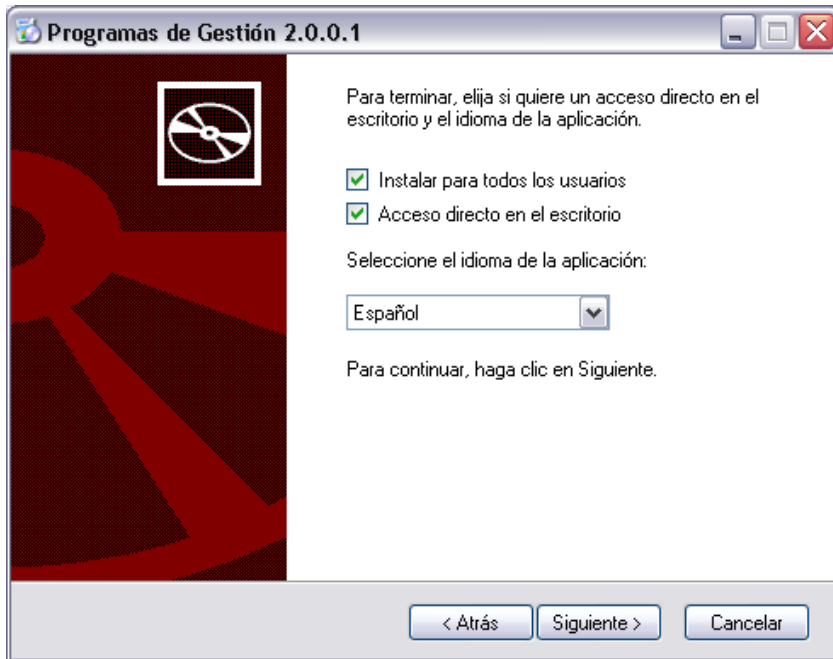 Programas de Gestión 2.0.0.1
Para terminar, elija si quiere un acceso directo en el
escritorio y el idioma de la aplicación.
Instalar para todos los usuarios
Acceso directo en el escritorio
Seleccione el idioma de la aplicación:
Español
Para continuar, haga clic en Siguiente.
< Atrás
Siguiente >
Cancelar